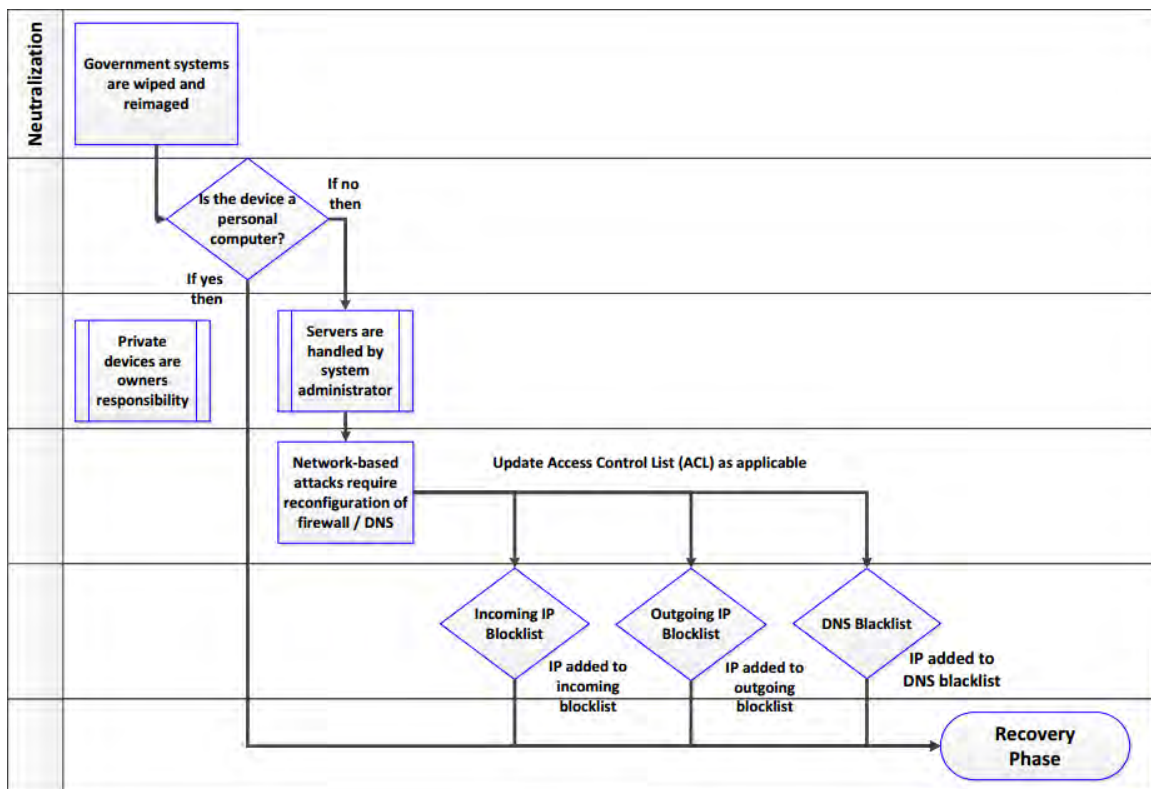 Neutralization
Government systems
are wiped and
reimaged
Is the device a
personal
computer?
If no
then
If yes
then
Private
devices are
owners
responsibility
Servers are
handled by
system
administrator
Network-based
attacks require
reconfiguration of
firewall / DNS
Update Access Control List (ACL) as applicable
Incoming IP
Blocklist
IP added to
incoming
blocklist
Outgoing IP
Blocklist
IP added to
outgoing
blocklist
DNS Blacklist
IP added to
DNS blacklist
Recovery
Phase